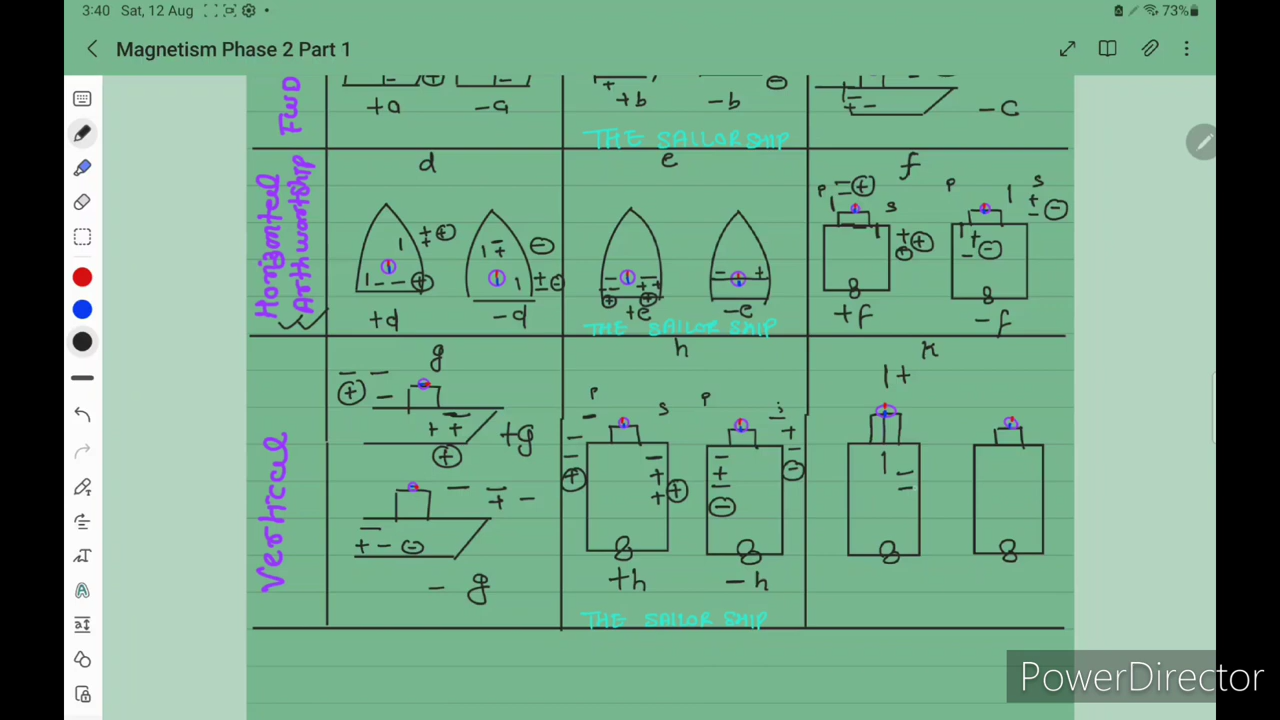 3:40 Sat, 12 Aug
73%
Magnetism Phase 2 Part 1
FWD
+a
-a
+b
-b
-c
THE SAILOR SHIP
Horizontal
Arthwartship
d
e
f
P
S
P
S
+d
-d
+e
-e
+f
-f
THE SAILOR SHIP
Vertical
g
h
k
+g
P
S
P
S
1+
- g
+h
-h
THE SAILOR SHIP
PowerDirector